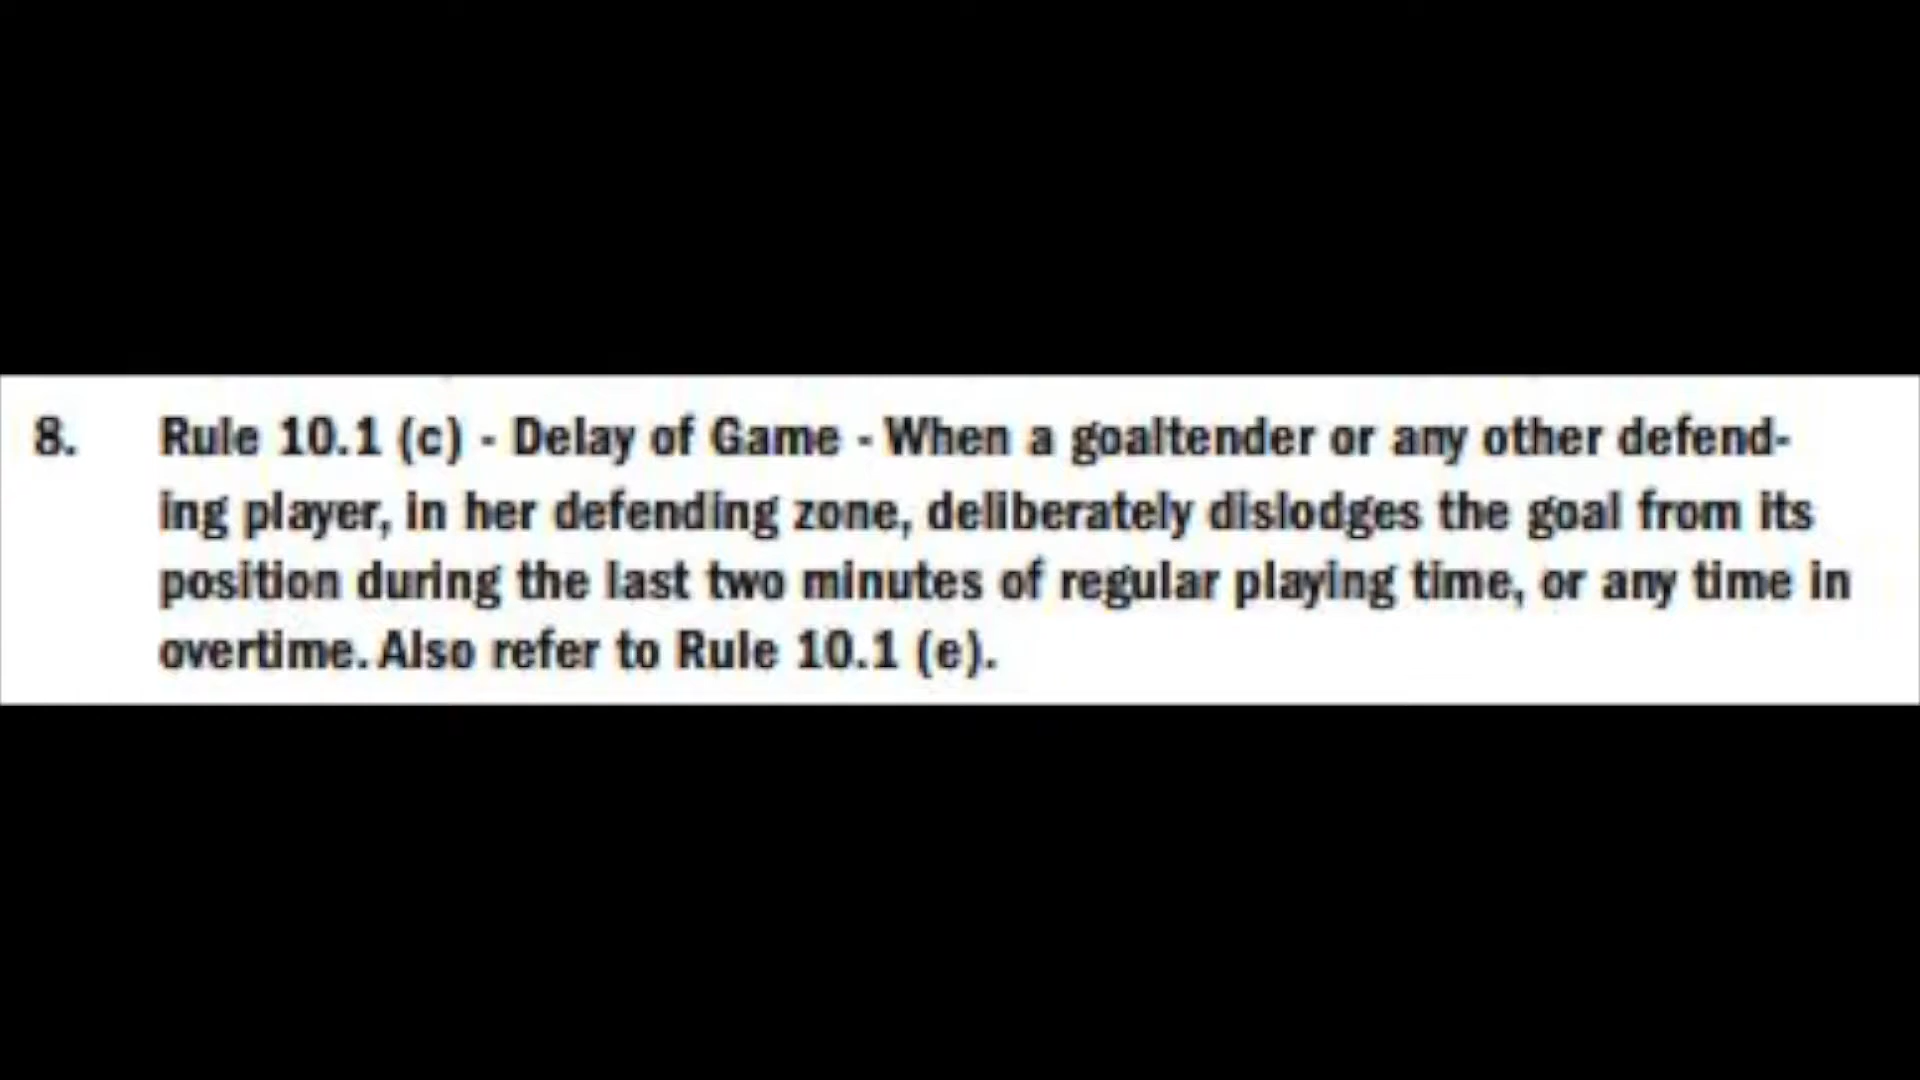 8. Rule 10.1 (c) - Delay of Game - When a goaltender or any other defend-
ing player, in her defending zone, deliberately dislodges the goal from its
position during the last two minutes of regular playing time, or any time in
overtime. Also refer to Rule 10.1 (e).